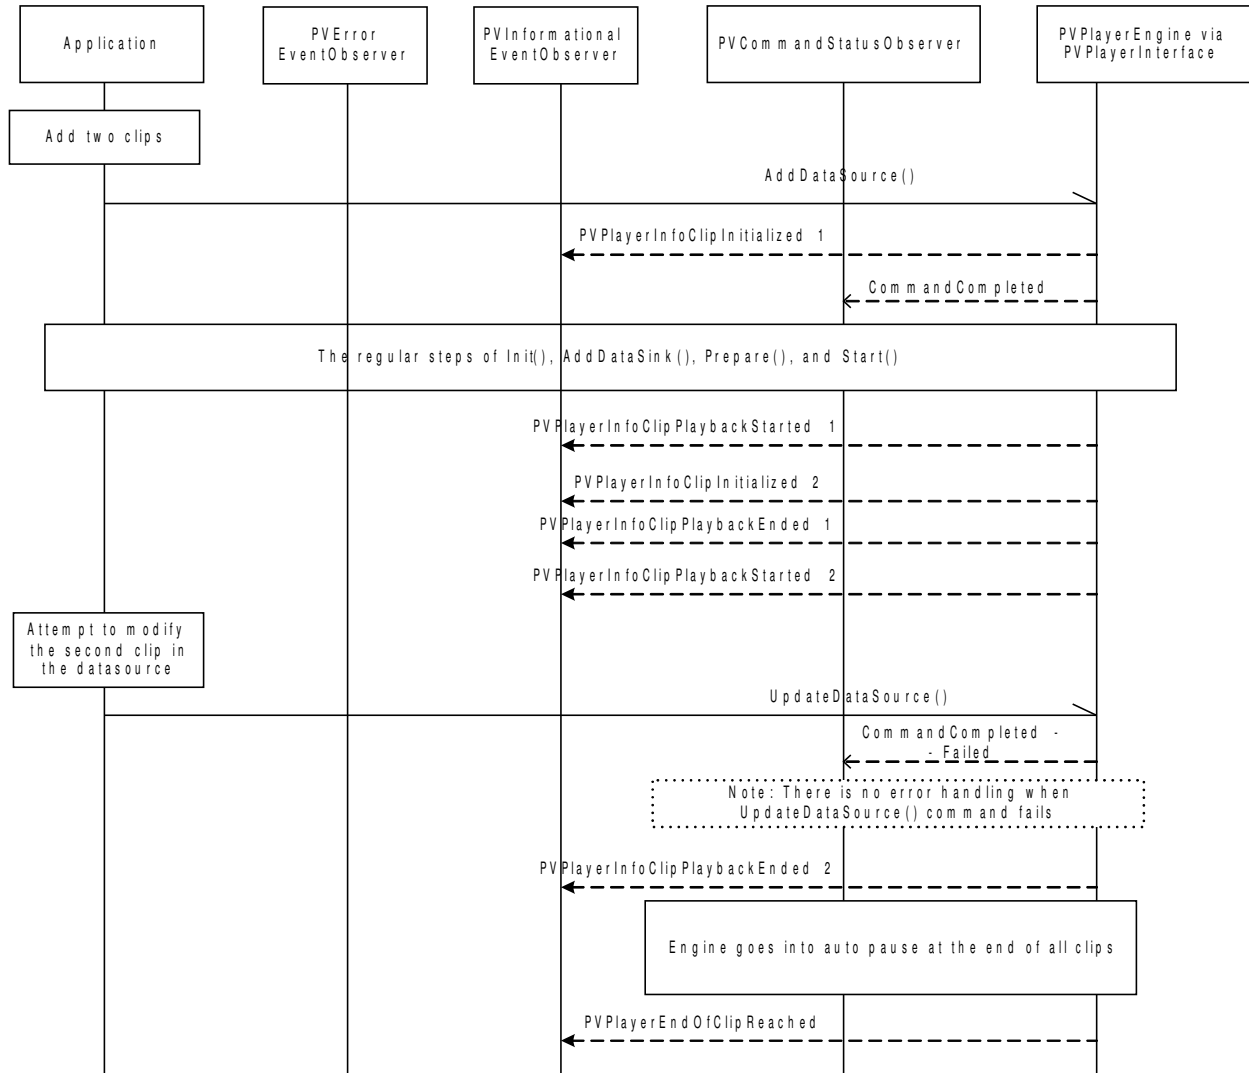 Application
PVError
EventObserver
PVInformational
EventObserver
PVCommandStatusObserver
PVPlayerEngine via
PVPlayerInterface
Add two clips
AddDataSource()
PVPlayerInfoClipInitialized 1
CommandCompleted
The regular steps of Init(), AddDataSink(), Prepare(), and Start()
PVPlayerInfoClipPlaybackStarted 1
PVPlayerInfoClipInitialized 2
PVPlayerInfoClipPlaybackEnded 1
PVPlayerInfoClipPlaybackStarted 2
Attempt to modify
the second clip in
the datasource
UpdateDataSource()
CommandCompleted -
- Failed
Note: There is no error handling when
UpdateDataSource() command fails
PVPlayerInfoClipPlaybackEnded 2
Engine goes into auto pause at the end of all clips
PVPlayerEndOfClipReached